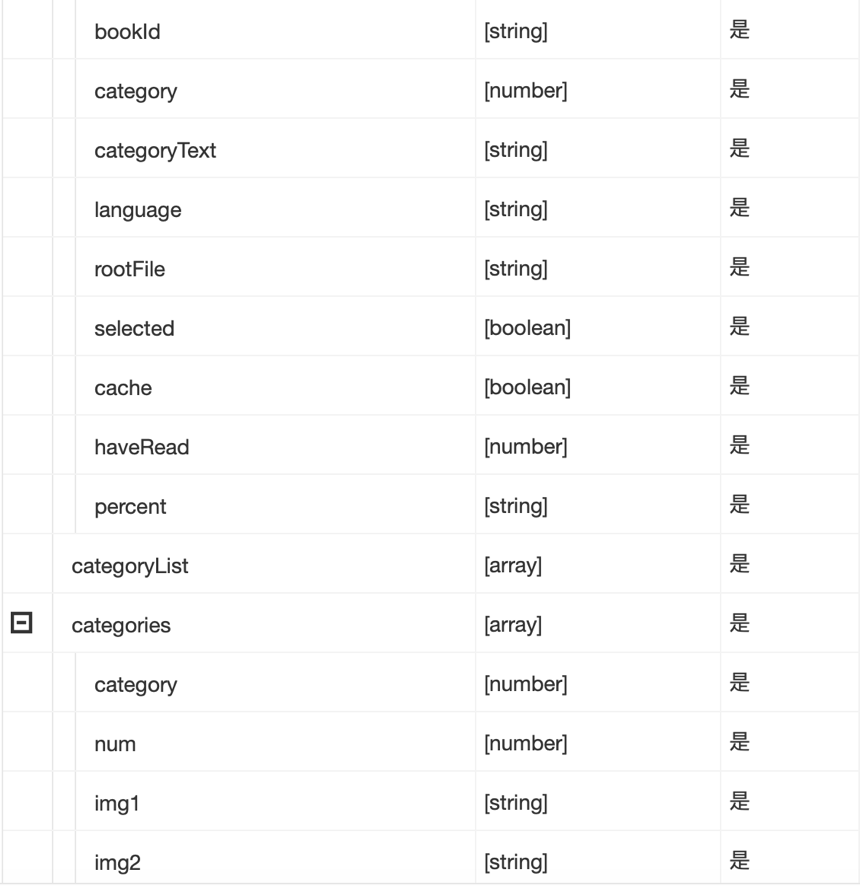 bookId [string] 是
category [number] 是
categoryText [string] 是
language [string] 是
rootFile [string] 是
selected [boolean] 是
cache [boolean] 是
haveRead [number] 是
percent [string] 是
categoryList [array] 是
categories [array] 是
category [number] 是
num [number] 是
img1 [string] 是
img2 [string] 是